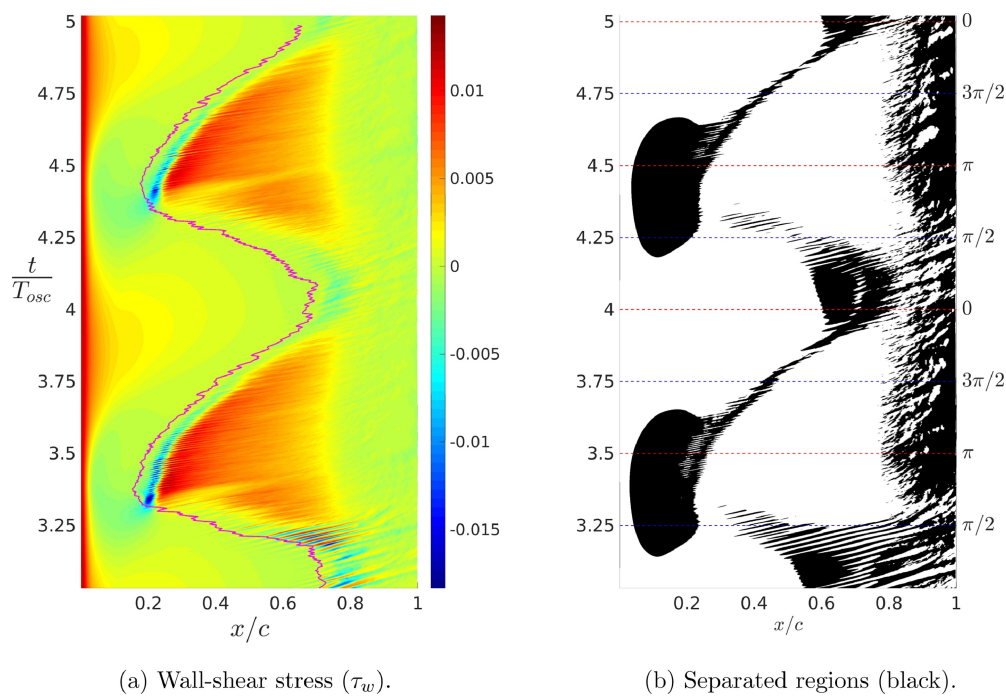 5
4.75
4.5
4.25
t/T_osc
4
3.75
3.5
3.25
0.2 0.4 0.6 0.8 1
x/c
0.01
0.005
0
-0.005
-0.01
-0.015
5
4.75
4.5
4.25
4
3.75
3.5
3.25
0
3π/2
π
π/2
0
3π/2
π
π/2
0.2 0.4 0.6 0.8 1
x/c
(a) Wall-shear stress (τ_w).
(b) Separated regions (black).